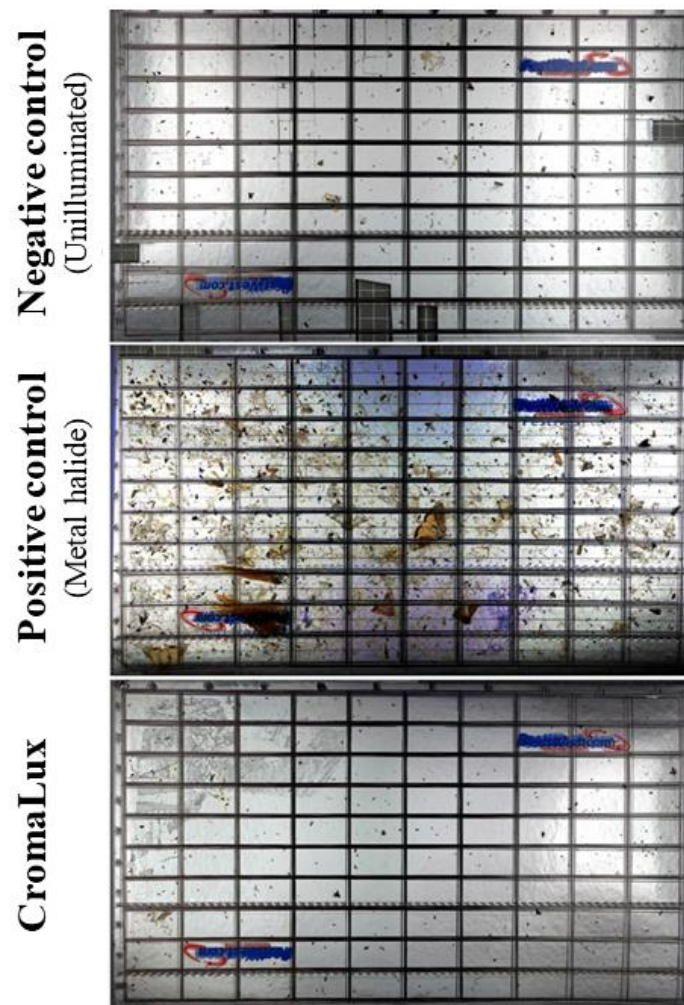 Negative control
(Unilluminated)
Positive control
(Metal halide)
CromaLux